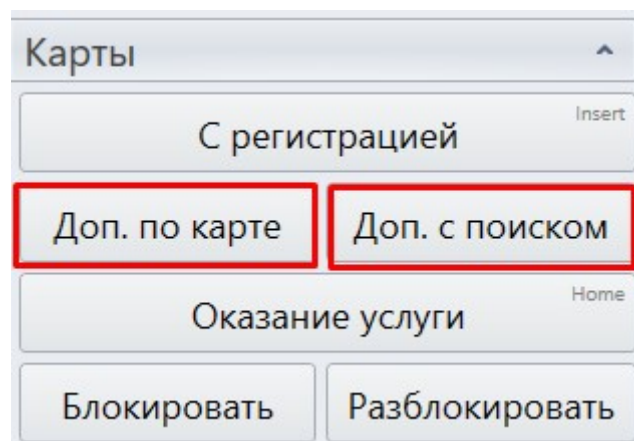 Карты
С регистрацией Insert
Доп. по карте Доп. с поиском
Оказание услуги Home
Блокировать Разблокировать